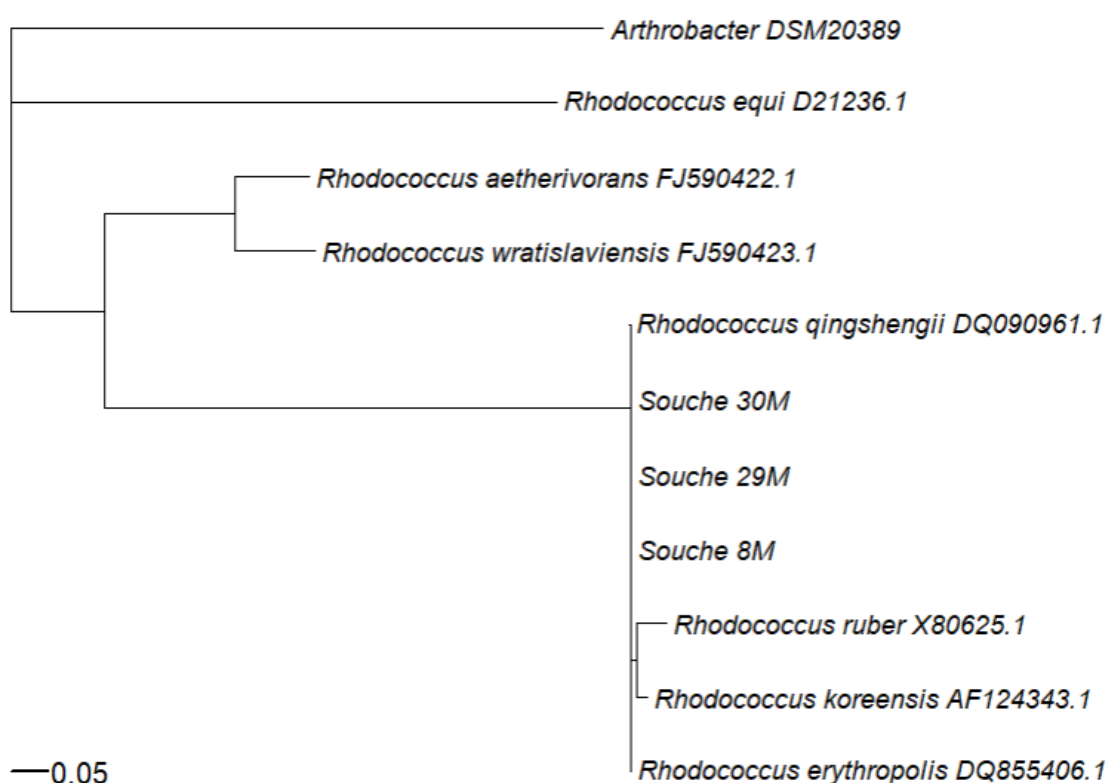 Arthrobacter DSM20389
Rhodococcus equi D21236.1
Rhodococcus aetherivorans FJ590422.1
Rhodococcus wratislaviensis FJ590423.1
Rhodococcus qingshengii DQ090961.1
Souche 30M
Souche 29M
Souche 8M
Rhodococcus ruber X80625.1
Rhodococcus koreensis AF124343.1
Rhodococcus erythropolis DQ855406.1
0.05